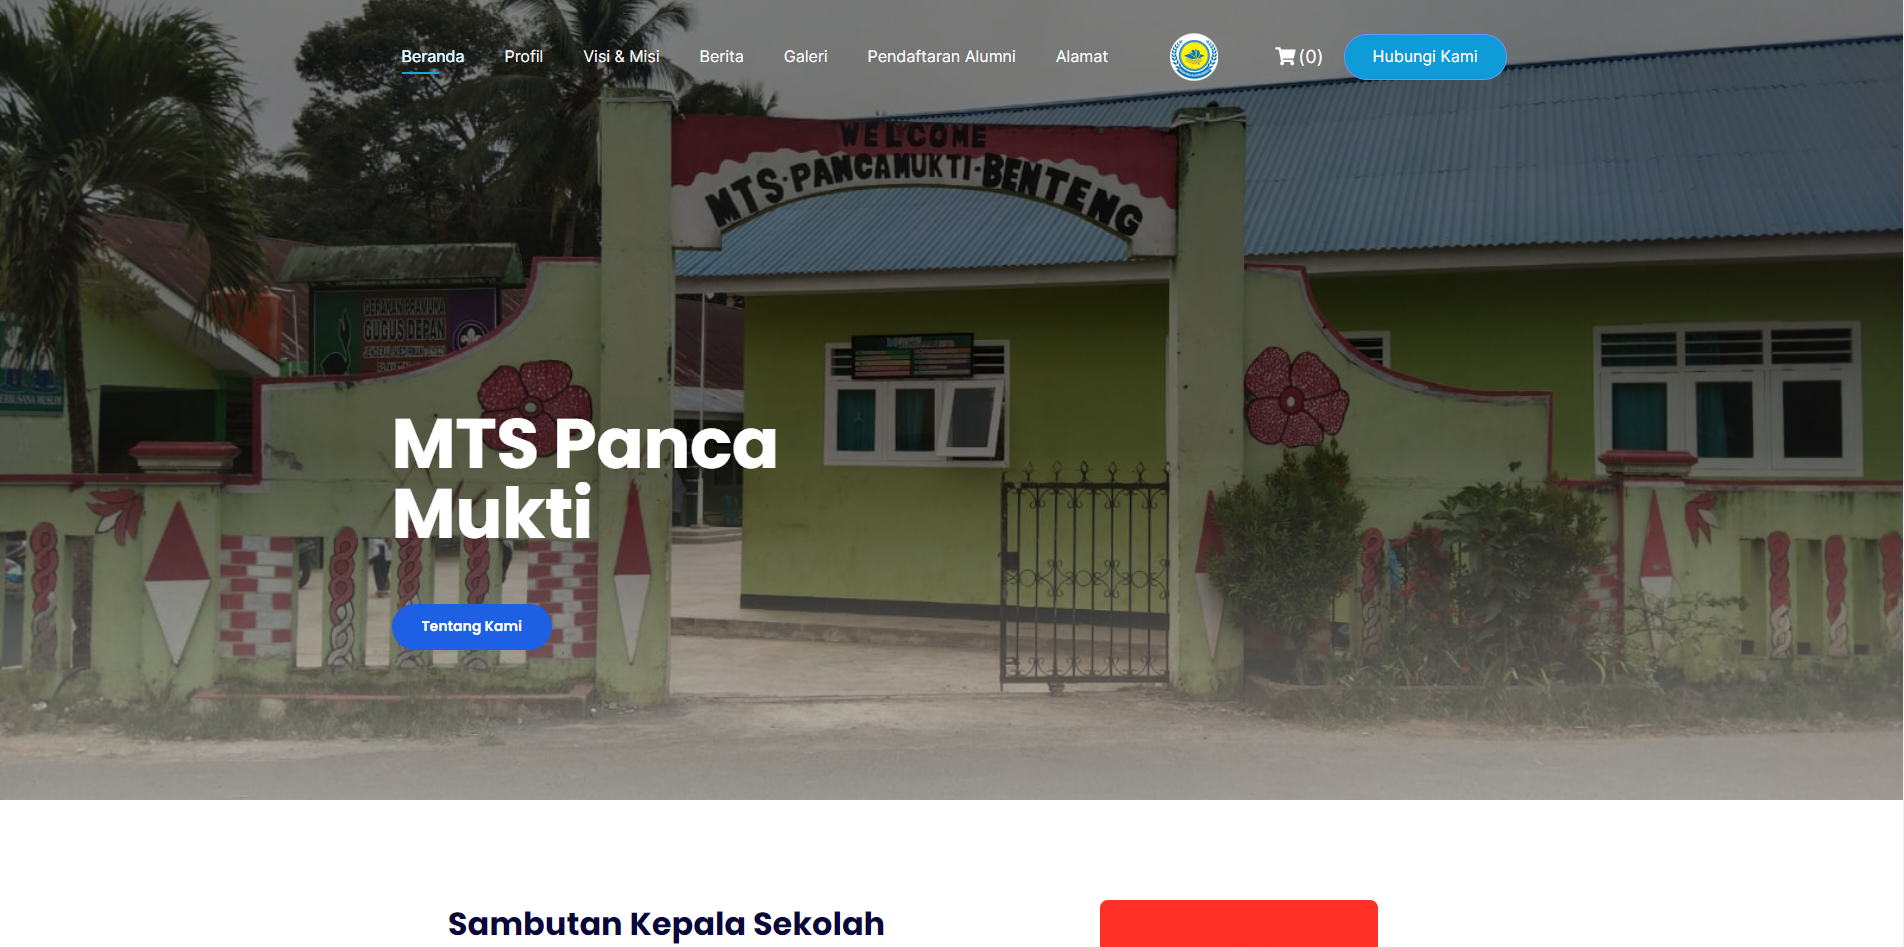 Beranda
Profil
Visi & Misi
Berita
Galeri
Pendaftaran Alumni
Alamat
(0)
Hubungi Kami
WELCOME
MTS-PANCAMUKTI-BENTENG
GERAKAN PRAMUKA
GUGUS DEPAN
MTS Panca
Mukti
Tentang Kami
Sambutan Kepala Sekolah